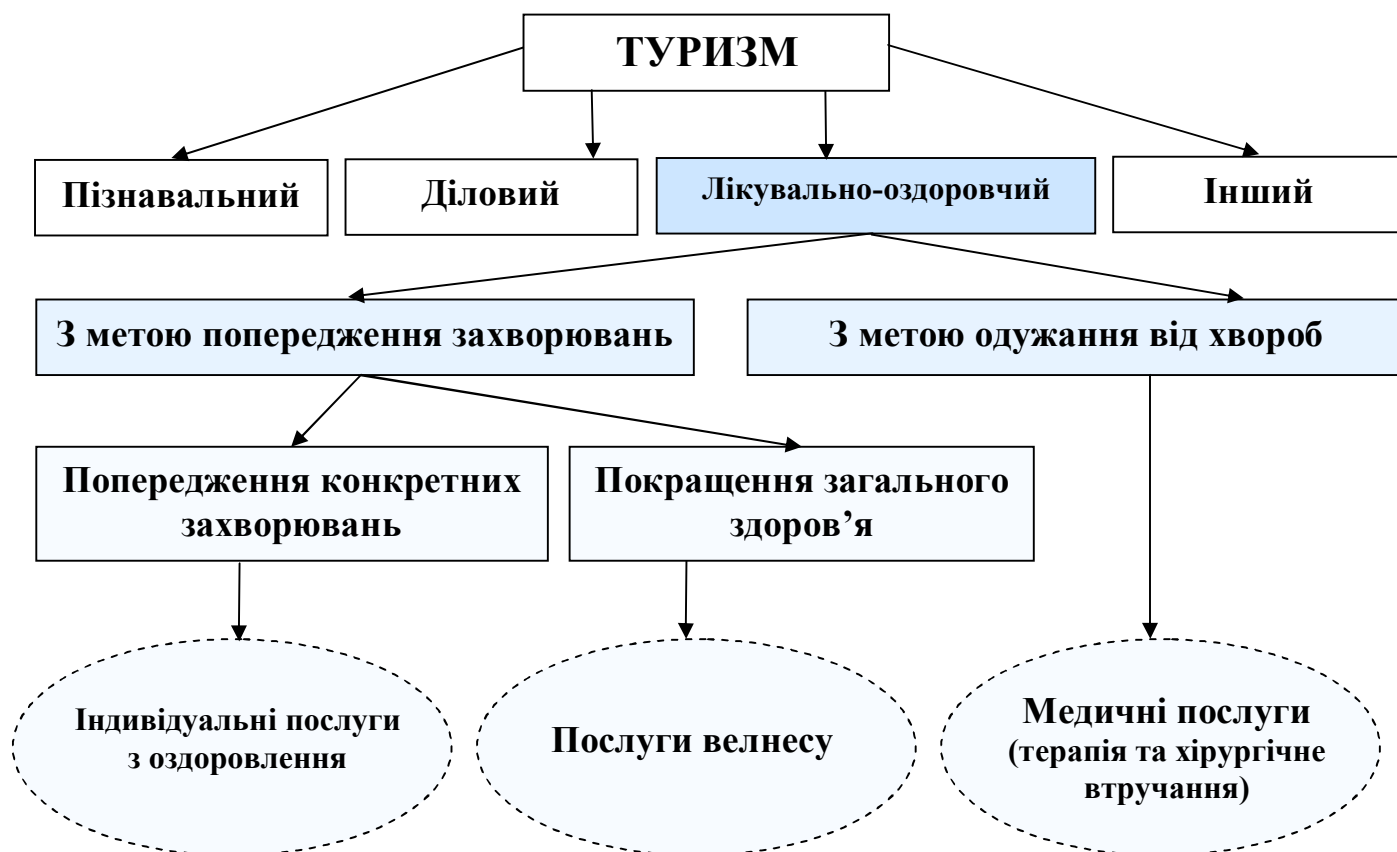 ТУРИЗМ
Пізнавальний
Діловий
Лікувально-оздоровчий
Інший
З метою попередження захворювань
З метою одужання від хвороб
Попередження конкретних
захворювань
Покращення загального
здоров’я
Індивідуальні послуги
з оздоровлення
Послуги велнесу
Медичні послуги
(терапія та хірургічне
втручання)